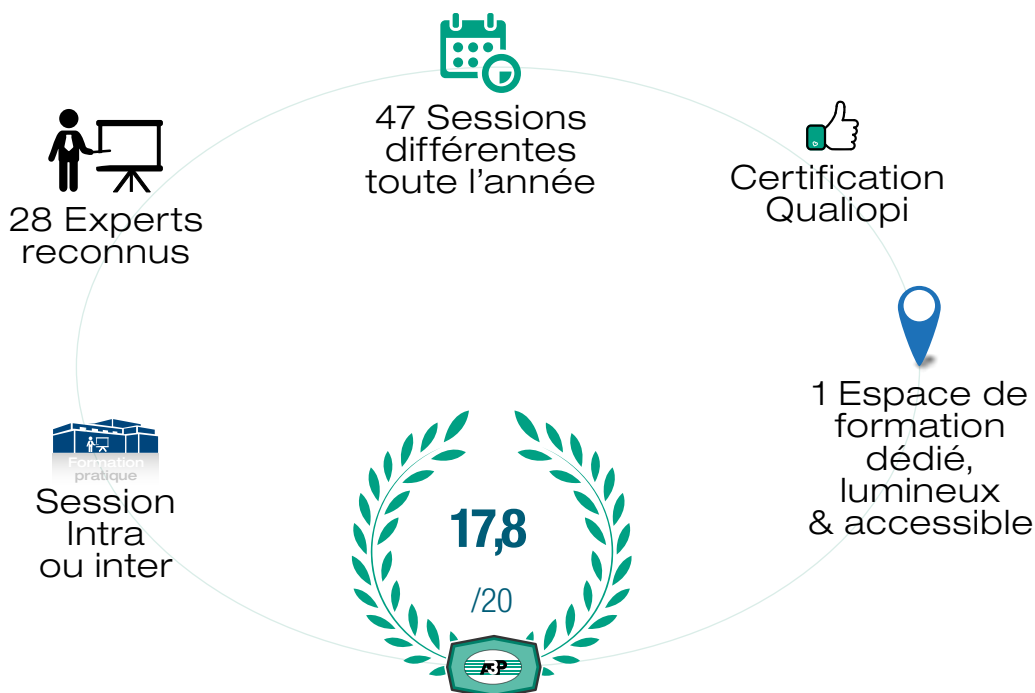 47 Sessions
différentes
toute l'année
28 Experts
reconnus
Certification
Qualiopi
1 Espace de
formation
dédié,
lumineux
& accessible
Formation
pratique
Session
Intra
ou inter
17,8
/20
A3P